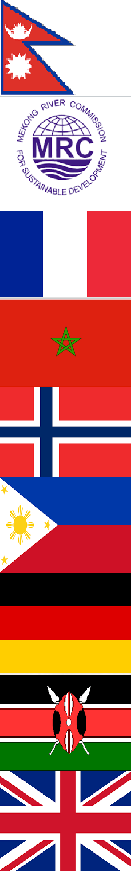 MEKONG RIVER COMMISSION
MRC
FOR SUSTAINABLE DEVELOPMENT